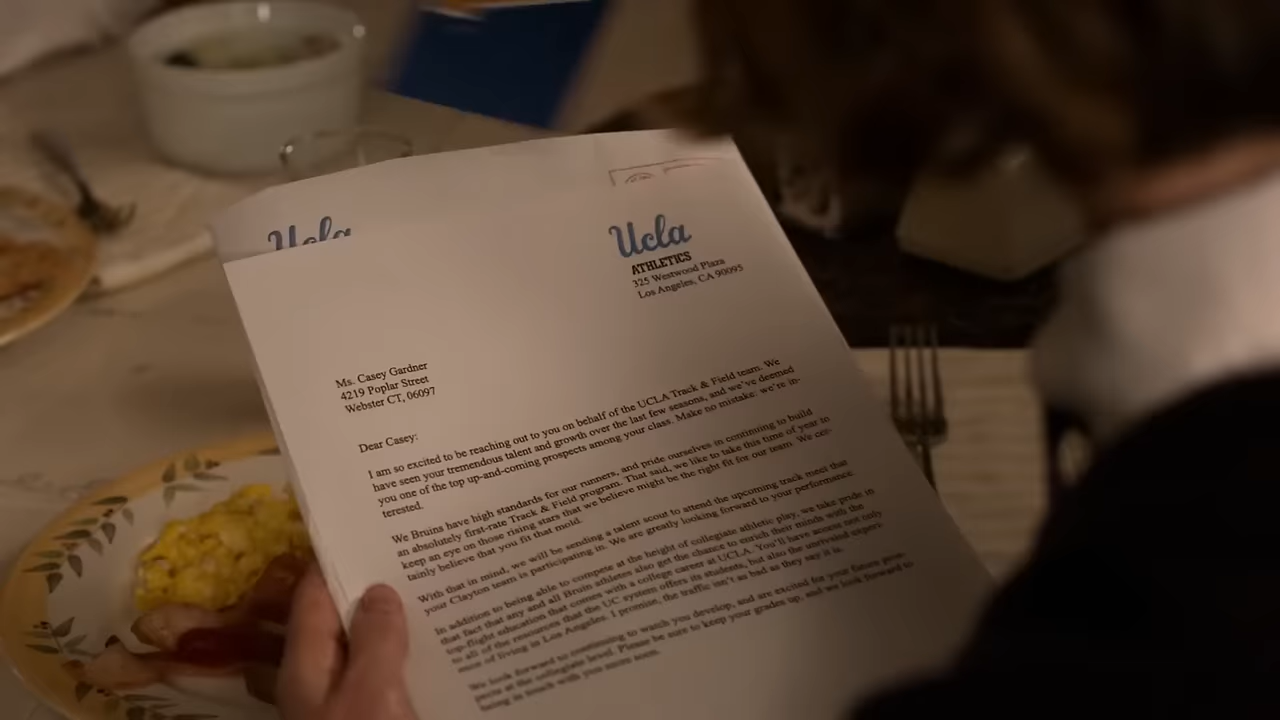 Ucla
Ucla
ATHLETICS
325 Westwood Plaza
Los Angeles, CA 90095
Ms. Casey Gardner
4219 Poplar Street
Webster CT, 06097
Dear Casey:
I am so excited to be reaching out to you on behalf of the UCLA Track & Field team. We
have seen your tremendous talent and growth over the last few seasons, and we've deemed
you one of the top up-and-coming prospects among your class. Make no mistake: we're in-
terested.
We Bruins have high standards for our runners, and pride ourselves in continuing to build
an absolutely first-rate Track & Field program. That said, we like to take this time of year to
keep an eye on those rising stars that we believe might be the right fit for our team. We cer-
tainly believe that you fit that mold.
With that in mind, we will be sending a talent scout to attend the upcoming track meet that
your Clayton team is participating in. We are greatly looking forward to your performance.
In addition to being able to compete at the height of collegiate athletic play, we take pride in
that fact that any and all Bruins athletes also get the chance to enrich their minds with the
top-flight education that comes with a college career at UCLA. You'll have access not only
to all of the resources that the UC system offers its students, but also the unrivaled experi-
ence of living in Los Angeles. I promise, the traffic isn't as bad as they say it is.
We look forward to continuing to watch you develop, and are excited for your future pros-
pects at the collegiate level. Please be sure to keep your grades up, and we look forward to
being in touch with you more soon.